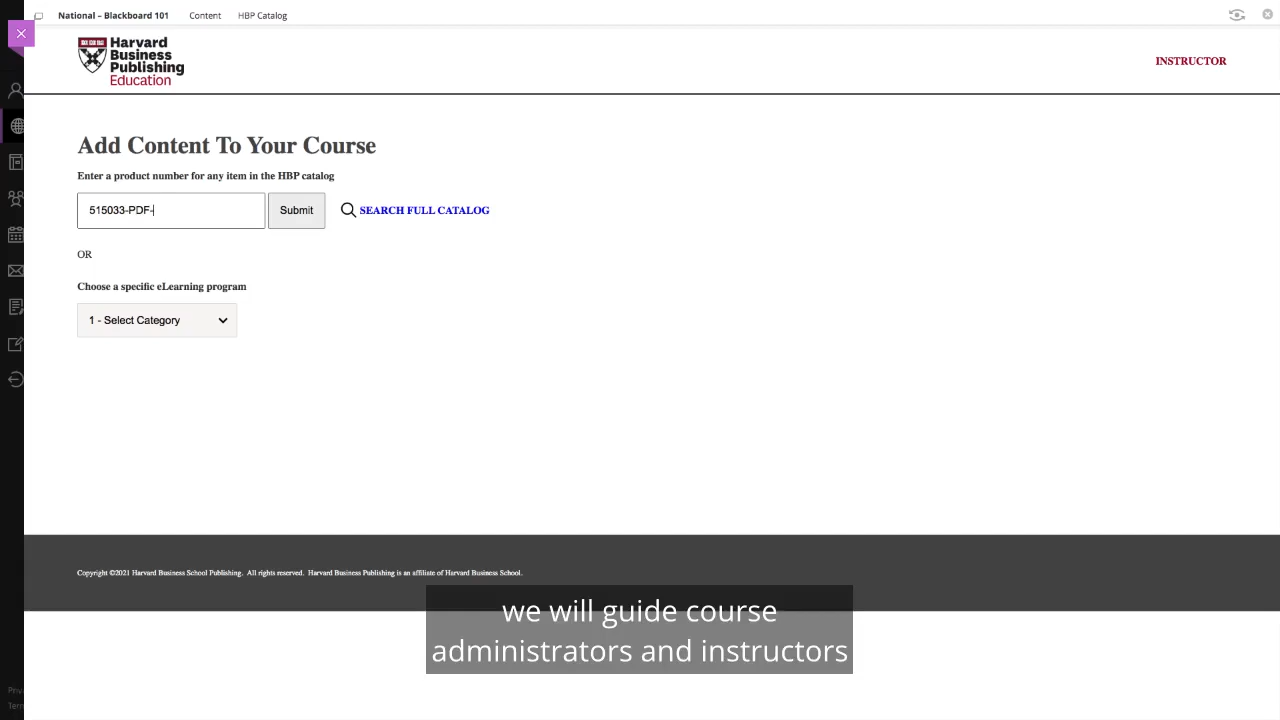 National – Blackboard 101 Content HBP Catalog
Harvard
Business
Publishing
Education
INSTRUCTOR
Add Content To Your Course
Enter a product number for any item in the HBP catalog
515033-PDF-
Submit
SEARCH FULL CATALOG
OR
Choose a specific eLearning program
1 - Select Category
Copyright ©2021 Harvard Business School Publishing. All rights reserved. Harvard Business Publishing is an affiliate of Harvard Business School.
we will guide course
administrators and instructors